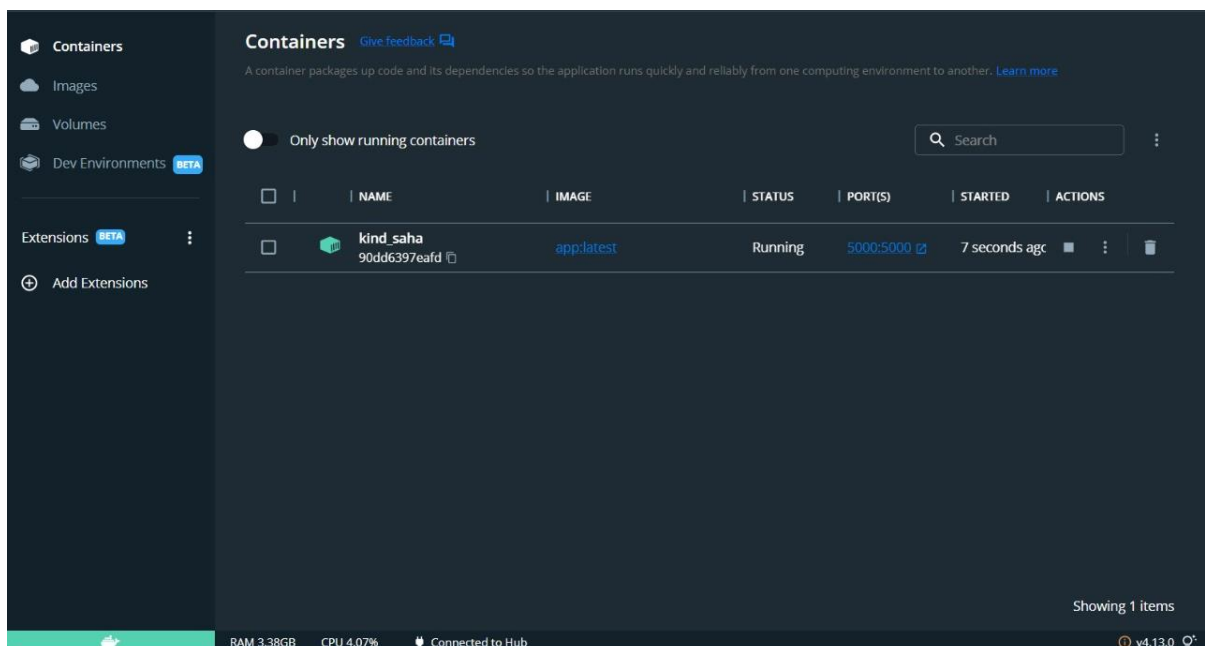 Containers
Images
Volumes
Dev Environments BETA
Extensions BETA
Add Extensions
Containers Give feedback
A container packages up code and its dependencies so the application runs quickly and reliably from one computing environment to another. Learn more
Only show running containers
Search
NAME IMAGE STATUS PORT(S) STARTED ACTIONS
kind_saha app:latest Running 5000:5000 7 seconds agc
90dd6397eafd
Showing 1 items
RAM 3.38GB CPU 4.07% Connected to Hub v4.13.0